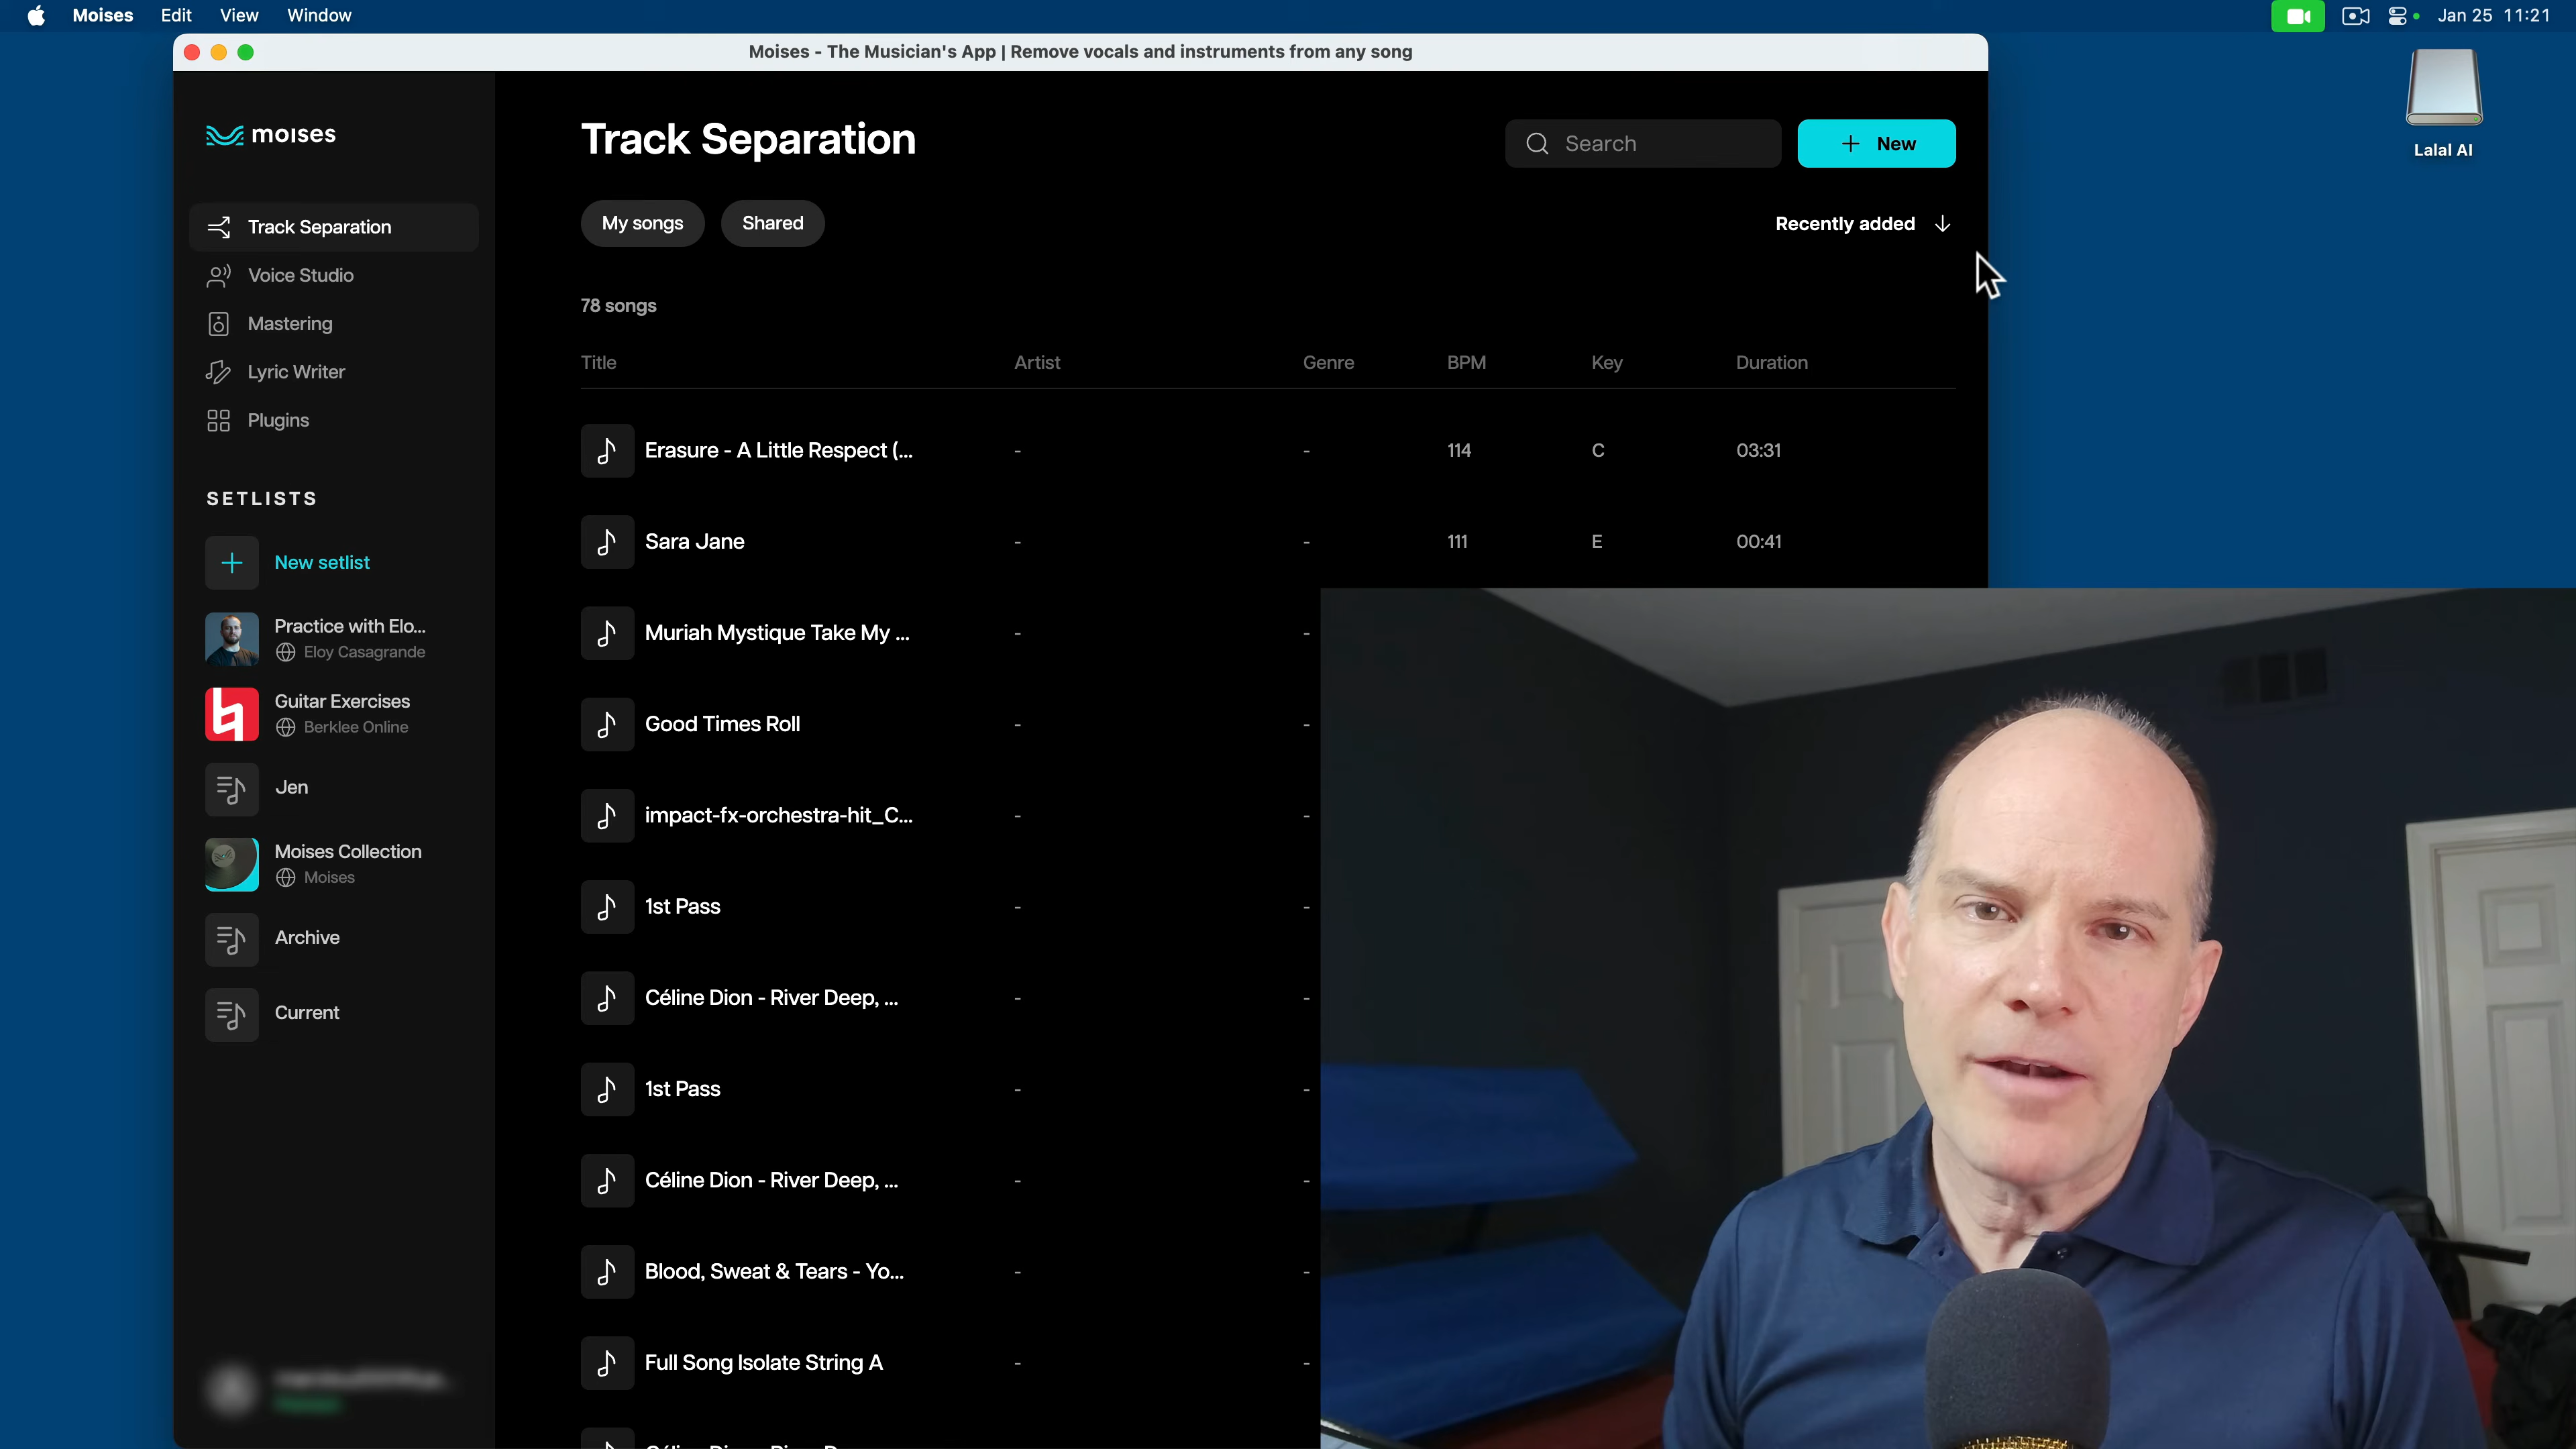 Moises Edit View Window
Jan 25 11:21
Moises - The Musician's App | Remove vocals and instruments from any song
Lalal AI
moises
Track Separation
Voice Studio
Mastering
Lyric Writer
Plugins
SETLISTS
New setlist
Practice with Elo...
Eloy Casagrande
Guitar Exercises
Berklee Online
Jen
Moises Collection
Moises
Archive
Current
Track Separation
Search
+ New
My songs Shared
Recently added
78 songs
Title Artist Genre BPM Key Duration
Erasure - A Little Respect (... - - 114 C 03:31
Sara Jane - - 111 E 00:41
Muriah Mystique Take My ... - -
Good Times Roll - -
impact-fx-orchestra-hit_C... - -
1st Pass - -
Céline Dion - River Deep, ... - -
1st Pass - -
Céline Dion - River Deep, ... - -
Blood, Sweat & Tears - Yo... - -
Full Song Isolate String A - -